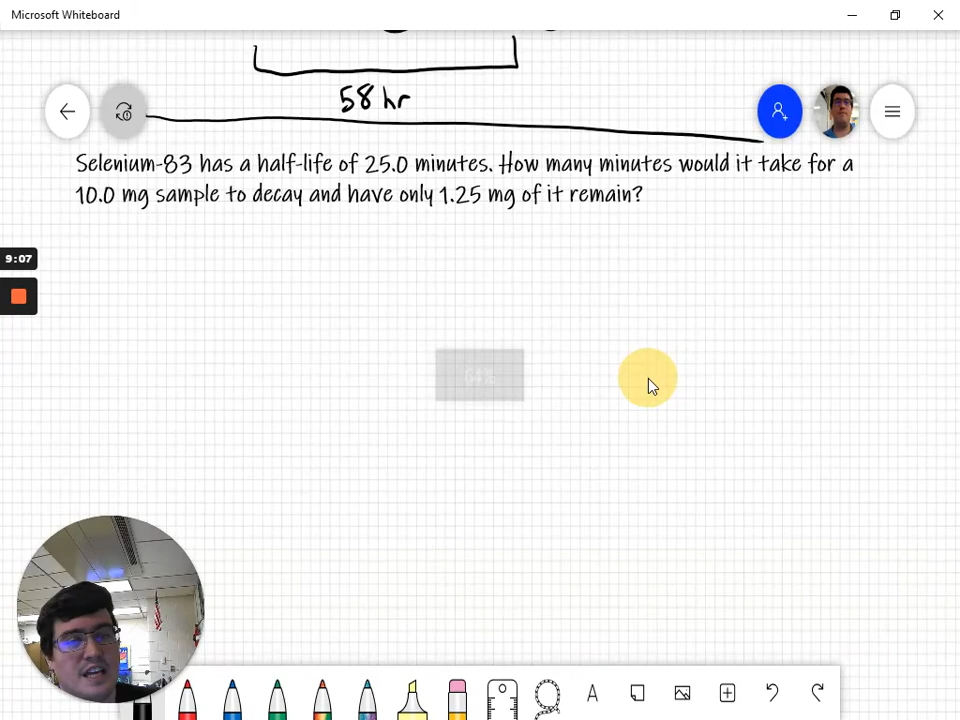 Microsoft Whiteboard
58 hr
Selenium-83 has a half-life of 25.0 minutes. How many minutes would it take for a
10.0 mg sample to decay and have only 1.25 mg of it remain?
9:07